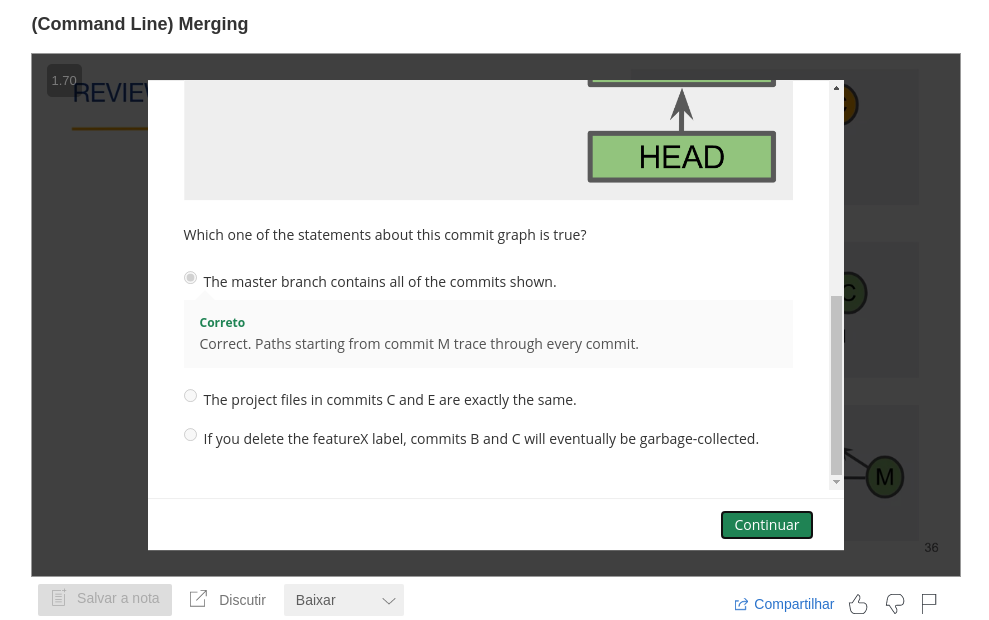 (Command Line) Merging
1.70
REVIE
HEAD
Which one of the statements about this commit graph is true?
The master branch contains all of the commits shown.
Correto
Correct. Paths starting from commit M trace through every commit.
The project files in commits C and E are exactly the same.
If you delete the featureX label, commits B and C will eventually be garbage-collected.
C
M
Continuar
36
Salvar a nota
Discutir
Baixar
Compartilhar